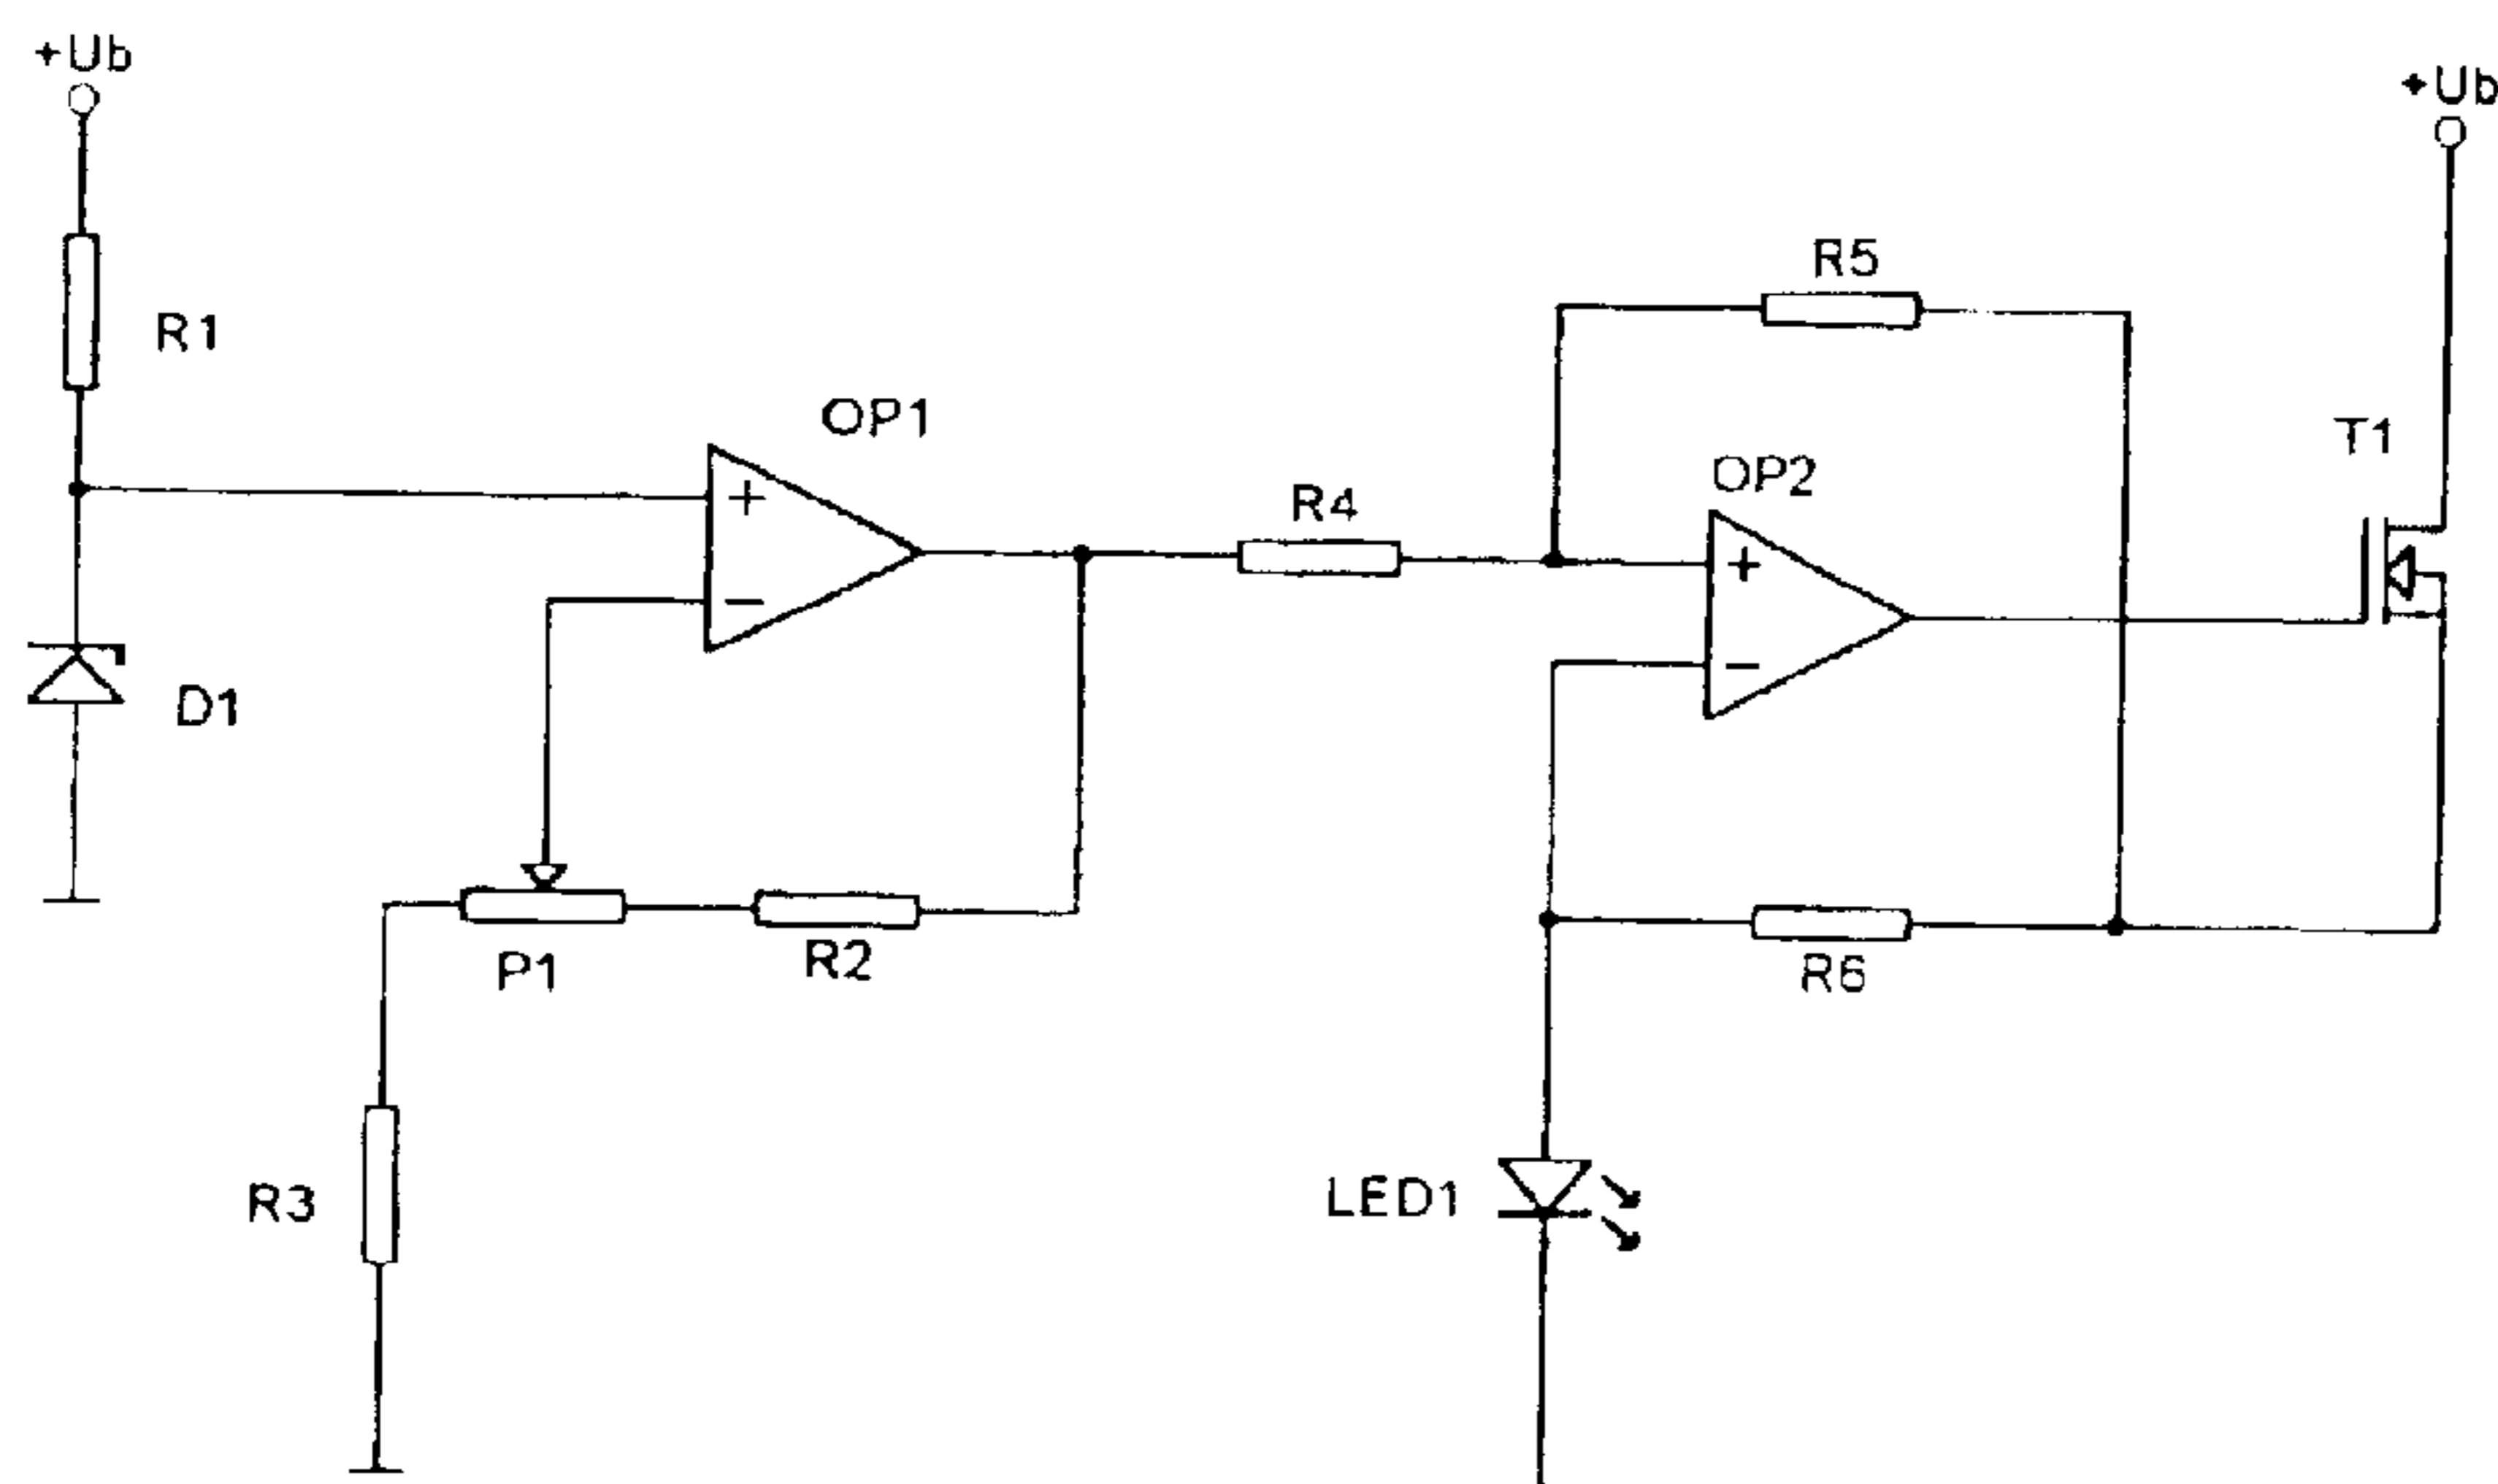 +Ub
+Ub
R5
R1
OP1
T1
OP2
R4
+
+
−
−
D1
P1
R2
R6
R3
LED1